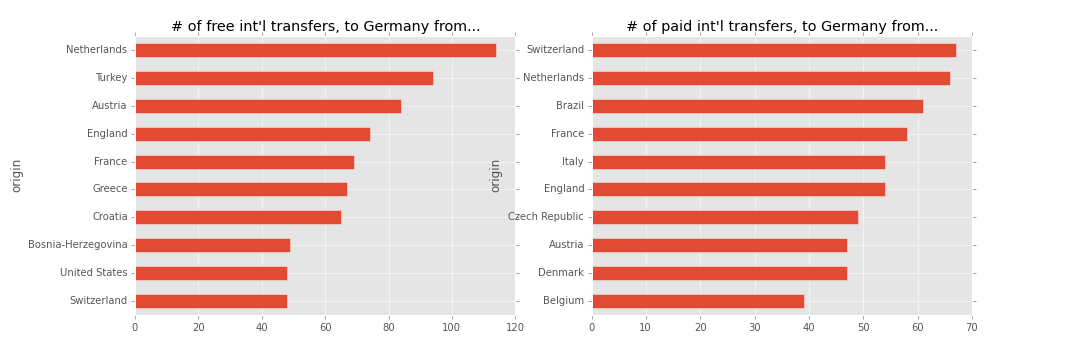 # of free int'l transfers, to Germany from...
Netherlands
Turkey
Austria
England
France
Greece
Croatia
Bosnia-Herzegovina
United States
Switzerland
origin
0 20 40 60 80 100 120
# of paid int'l transfers, to Germany from...
Switzerland
Netherlands
Brazil
France
Italy
England
Czech Republic
Austria
Denmark
Belgium
origin
0 10 20 30 40 50 60 70